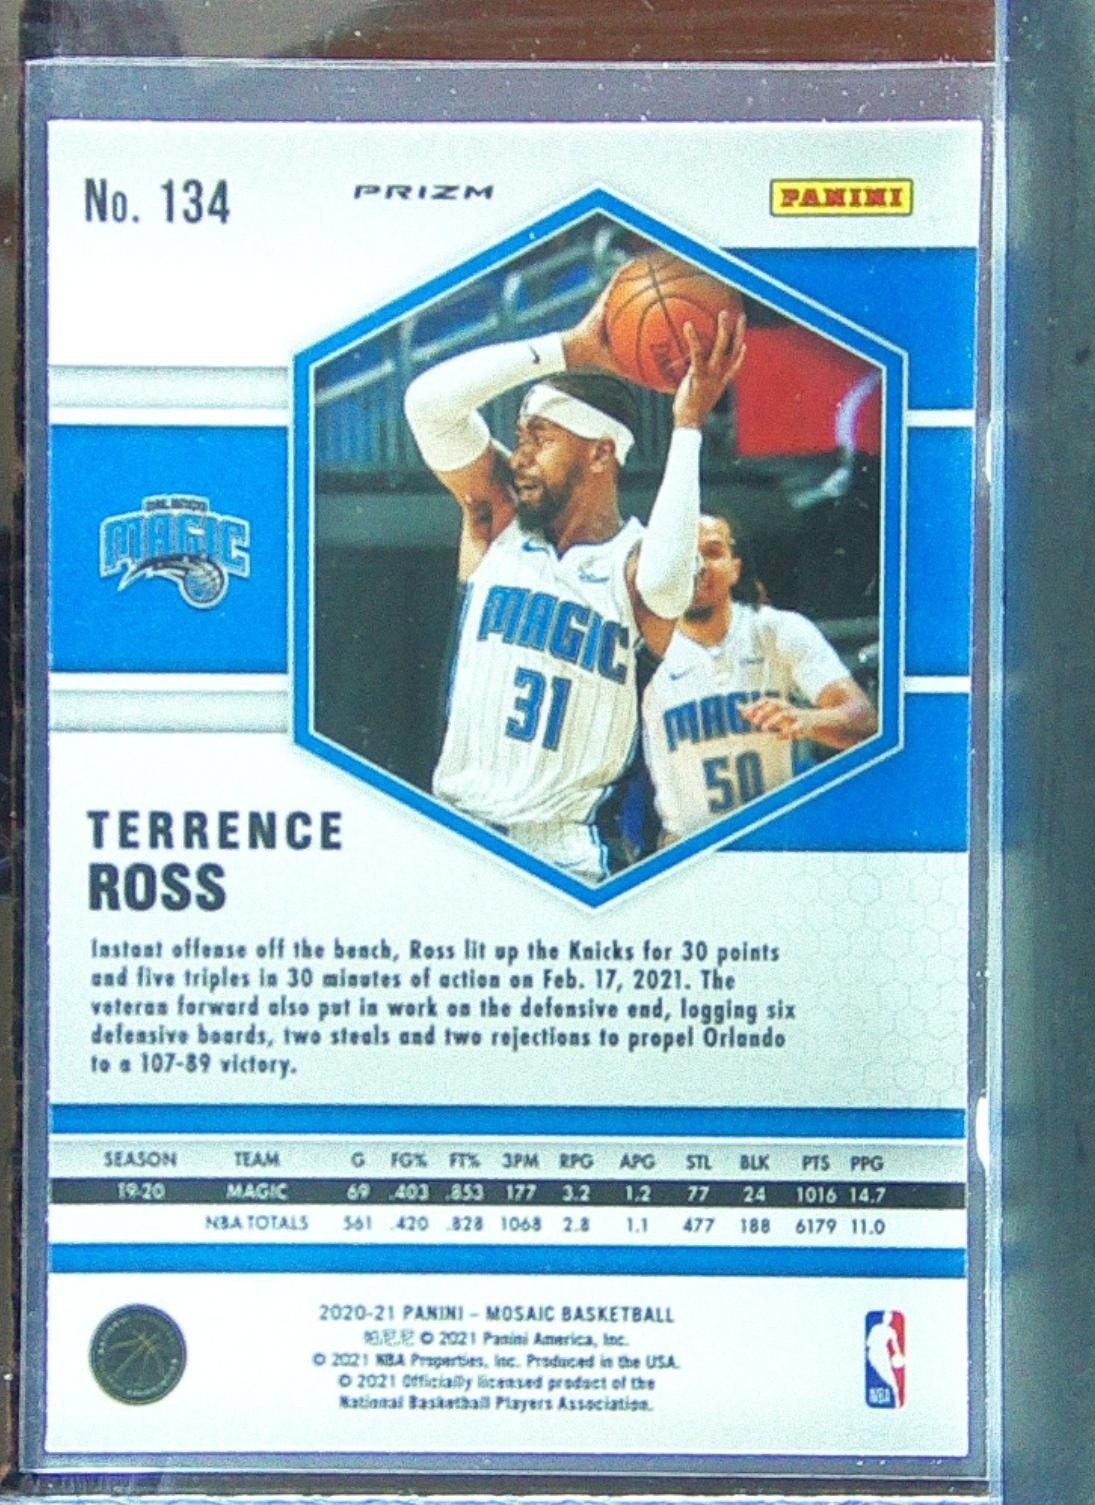 No. 134
PRIZM
PANINI
ORLANDO
MAGIC
MAGIC
31
MAGIC
50
TERRENCE
ROSS
Instant offense off the bench, Ross lit up the Knicks for 30 points
and five triples in 30 minutes of action on Feb. 17, 2021. The
veteran forward also put in work on the defensive end, logging six
defensive boards, two steals and two rejections to propel Orlando
to a 107-89 victory.
SEASON TEAM G FG% FT% 3PM RPG APG STL BLK PTS PPG
19-20 MAGIC 69 .403 .853 177 3.2 1.2 77 24 1016 14.7
NBA TOTALS 561 .420 .828 1068 2.8 1.1 477 188 6179 11.0
2020-21 PANINI – MOSAIC BASKETBALL
帕尼尼 © 2021 Panini America, Inc.
© 2021 NBA Properties, Inc. Produced in the USA.
© 2021 Officially licensed product of the
National Basketball Players Association.
NBA